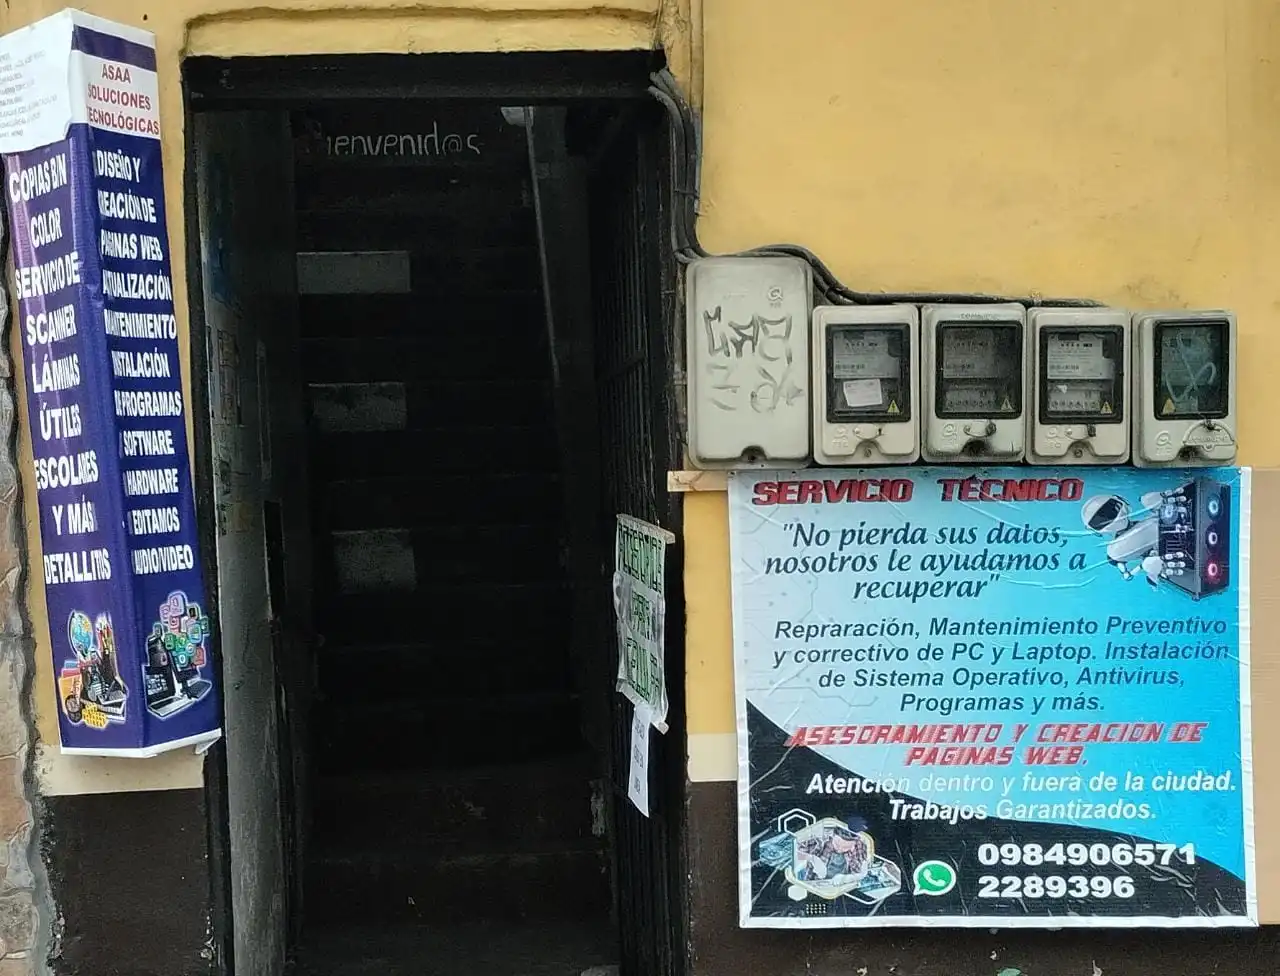 ASAA
SOLUCIONES
TECNOLÓGICAS
COPIAS B/N
COLOR
SERVICIO DE
SCANNER
LÁMINAS
ÚTILES
ESCOLARES
Y MÁS
DETALLITOS
DISEÑO Y
CREACIÓN DE
PAGINAS WEB
ACTUALIZACIÓN
MANTENIMIENTO
INSTALACIÓN
PROGRAMAS
SOFTWARE
HARDWARE
EDITAMOS
AUDIO/VIDEO
Bienvenid@s
SERVICIO TÉCNICO
"No pierda sus datos,
nosotros le ayudamos a
recuperar"
Repraración, Mantenimiento Preventivo
y correctivo de PC y Laptop. Instalación
de Sistema Operativo, Antivirus,
Programas y más.
ASESORAMIENTO Y CREACION DE
PAGINAS WEB.
Atención dentro y fuera de la ciudad.
Trabajos Garantizados.
0984906571
2289396